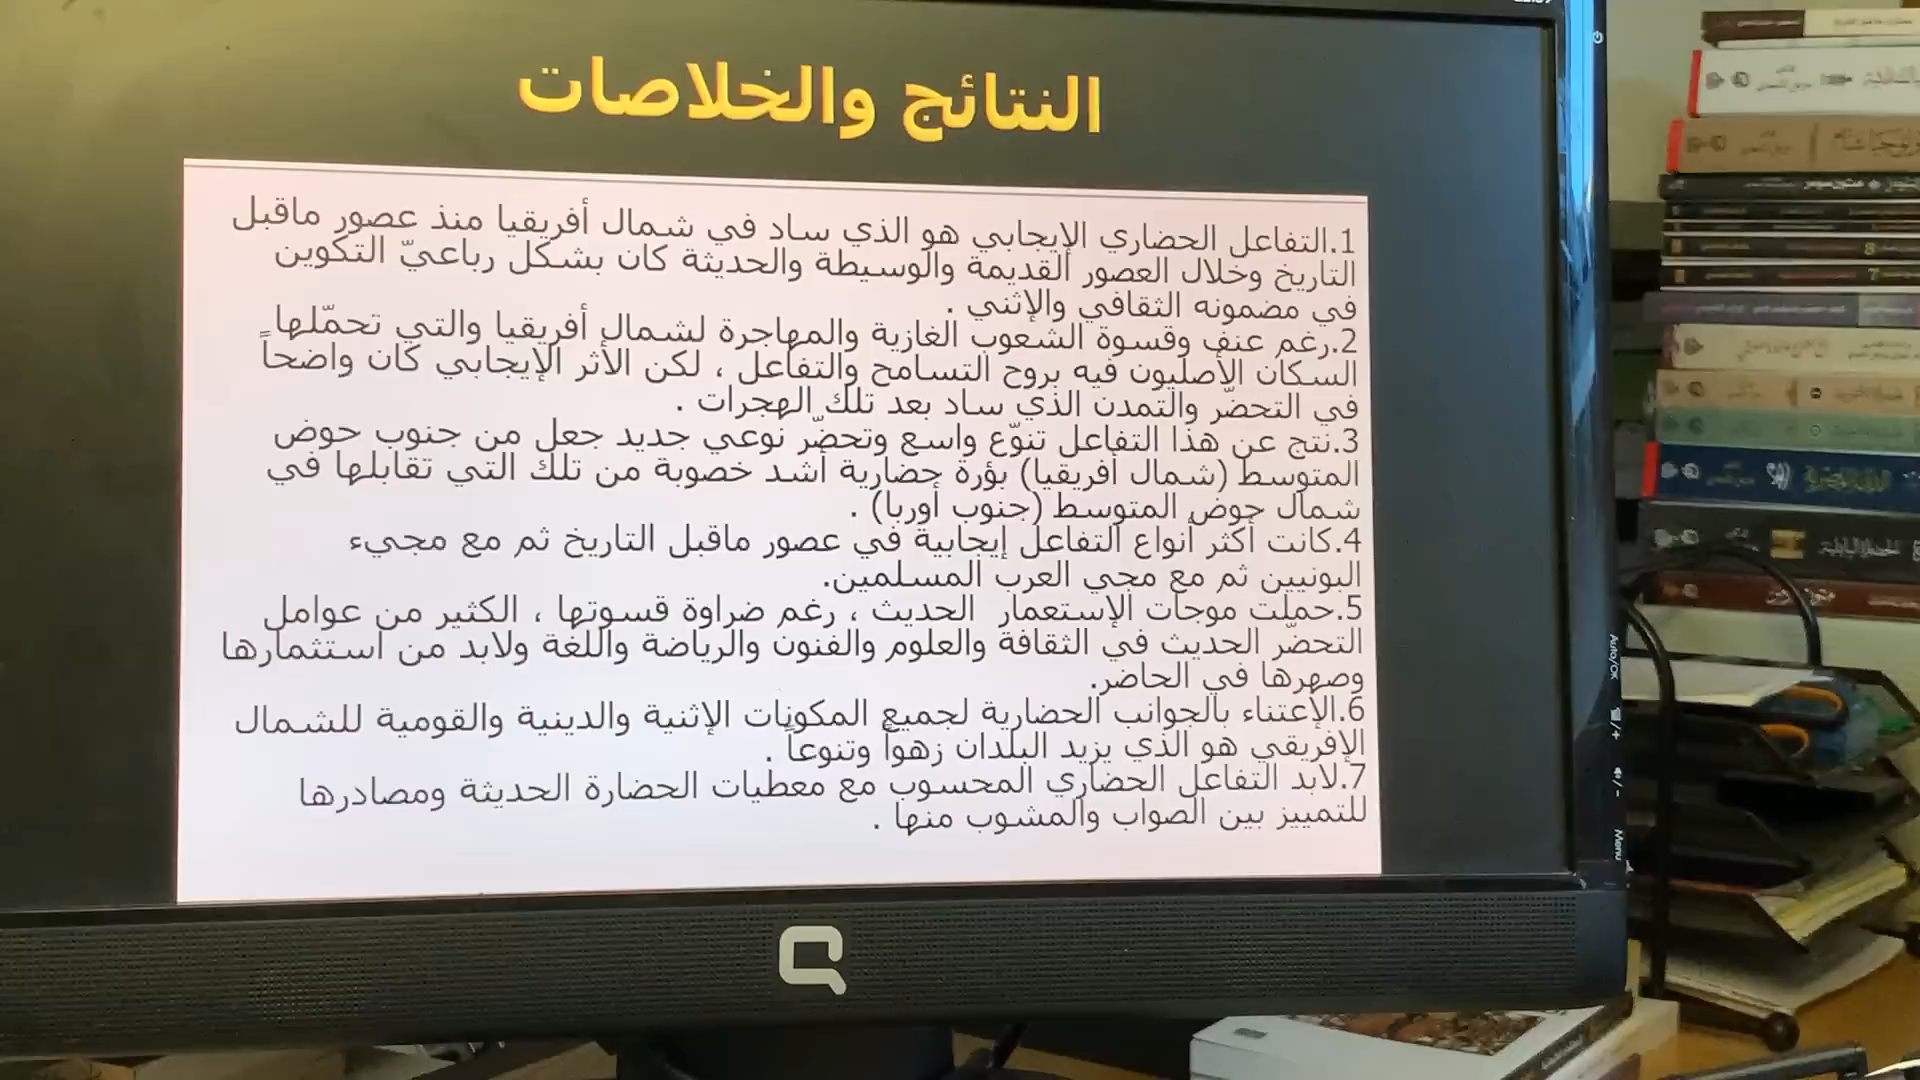 النتائج والخلاصات
1.التفاعل الحضاري الإيجابي هو الذي ساد في شمال أفريقيا منذ عصور ماقبل
التاريخ وخلال العصور القديمة والوسيطة والحديثة كان بشكل رباعيّ التكوين
في مضمونه الثقافي والإثني .
2.رغم عنف وقسوة الشعوب الغازية والمهاجرة لشمال أفريقيا والتي تحمّلها
السكان الأصليون فيه بروح التسامح والتفاعل ، لكن الأثر الإيجابي كان واضحاً
في التحضّر والتمدن الذي ساد بعد تلك الهجرات .
3.نتج عن هذا التفاعل تنوّع واسع وتحضّر نوعي جديد جعل من جنوب حوض
المتوسط (شمال أفريقيا) بؤرة حضارية أشد خصوبة من تلك التي تقابلها في
شمال حوض المتوسط (جنوب أوربا) .
4.كانت أكثر أنواع التفاعل إيجابية في عصور ماقبل التاريخ ثم مع مجيء
البونيين ثم مع مجي العرب المسلمين.
5.حملت موجات الإستعمار الحديث ، رغم ضراوة قسوتها ، الكثير من عوامل
التحضّر الحديث في الثقافة والعلوم والفنون والرياضة واللغة ولابد من استثمارها
وصهرها في الحاضر.
6.الإعتناء بالجوانب الحضارية لجميع المكونات الإثنية والدينية والقومية للشمال
الإفريقي هو الذي يزيد البلدان زهواً وتنوعاً .
7.لابد التفاعل الحضاري المحسوب مع معطيات الحضارة الحديثة ومصادرها
للتمييز بين الصواب والمشوب منها .
Auto/OK
/+
/-
Menu
8
7